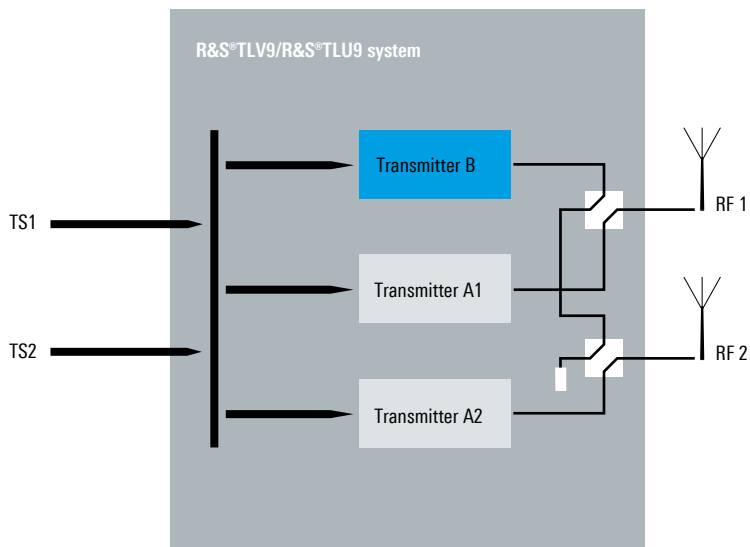 R&S®TLV9/R&S®TLU9 system
Transmitter B
TS1
RF 1
Transmitter A1
TS2
RF 2
Transmitter A2